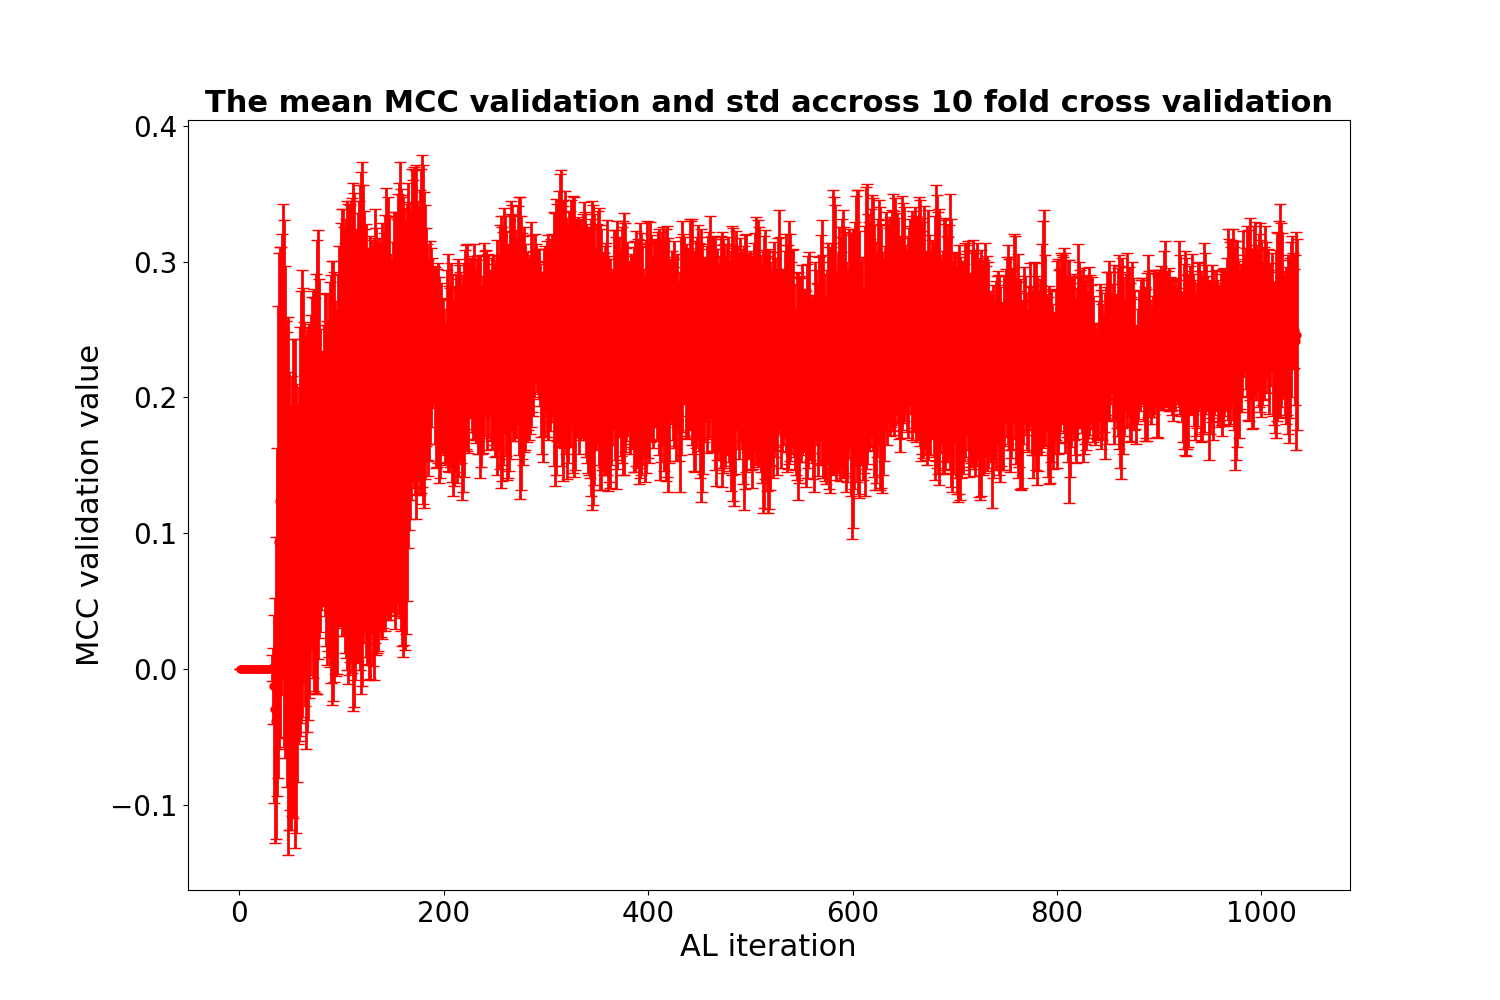 The mean MCC validation and std accross 10 fold cross validation
0.4
0.3
0.2
0.1
0.0
−0.1
MCC validation value
0 200 400 600 800 1000
AL iteration